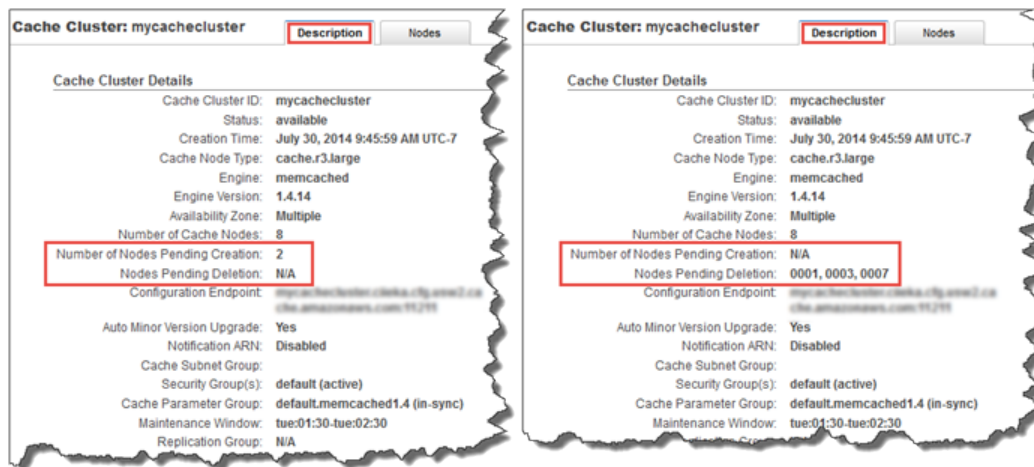 Cache Cluster: mycachecluster
Description
Nodes
Cache Cluster Details
Cache Cluster ID: mycachecluster
Status: available
Creation Time: July 30, 2014 9:45:59 AM UTC-7
Cache Node Type: cache.r3.large
Engine: memcached
Engine Version: 1.4.14
Availability Zone: Multiple
Number of Cache Nodes: 8
Number of Nodes Pending Creation: 2
Nodes Pending Deletion: N/A
Configuration Endpoint:
Auto Minor Version Upgrade: Yes
Notification ARN: Disabled
Cache Subnet Group:
Security Group(s): default (active)
Cache Parameter Group: default.memcached1.4 (in-sync)
Maintenance Window: tue:01:30-tue:02:30
Replication Group: N/A
Cache Cluster: mycachecluster
Description
Nodes
Cache Cluster Details
Cache Cluster ID: mycachecluster
Status: available
Creation Time: July 30, 2014 9:45:59 AM UTC-7
Cache Node Type: cache.r3.large
Engine: memcached
Engine Version: 1.4.14
Availability Zone: Multiple
Number of Cache Nodes: 8
Number of Nodes Pending Creation: N/A
Nodes Pending Deletion: 0001, 0003, 0007
Configuration Endpoint:
Auto Minor Version Upgrade: Yes
Notification ARN: Disabled
Cache Subnet Group:
Security Group(s): default (active)
Cache Parameter Group: default.memcached1.4 (in-sync)
Maintenance Window: tue:01:30-tue:02:30